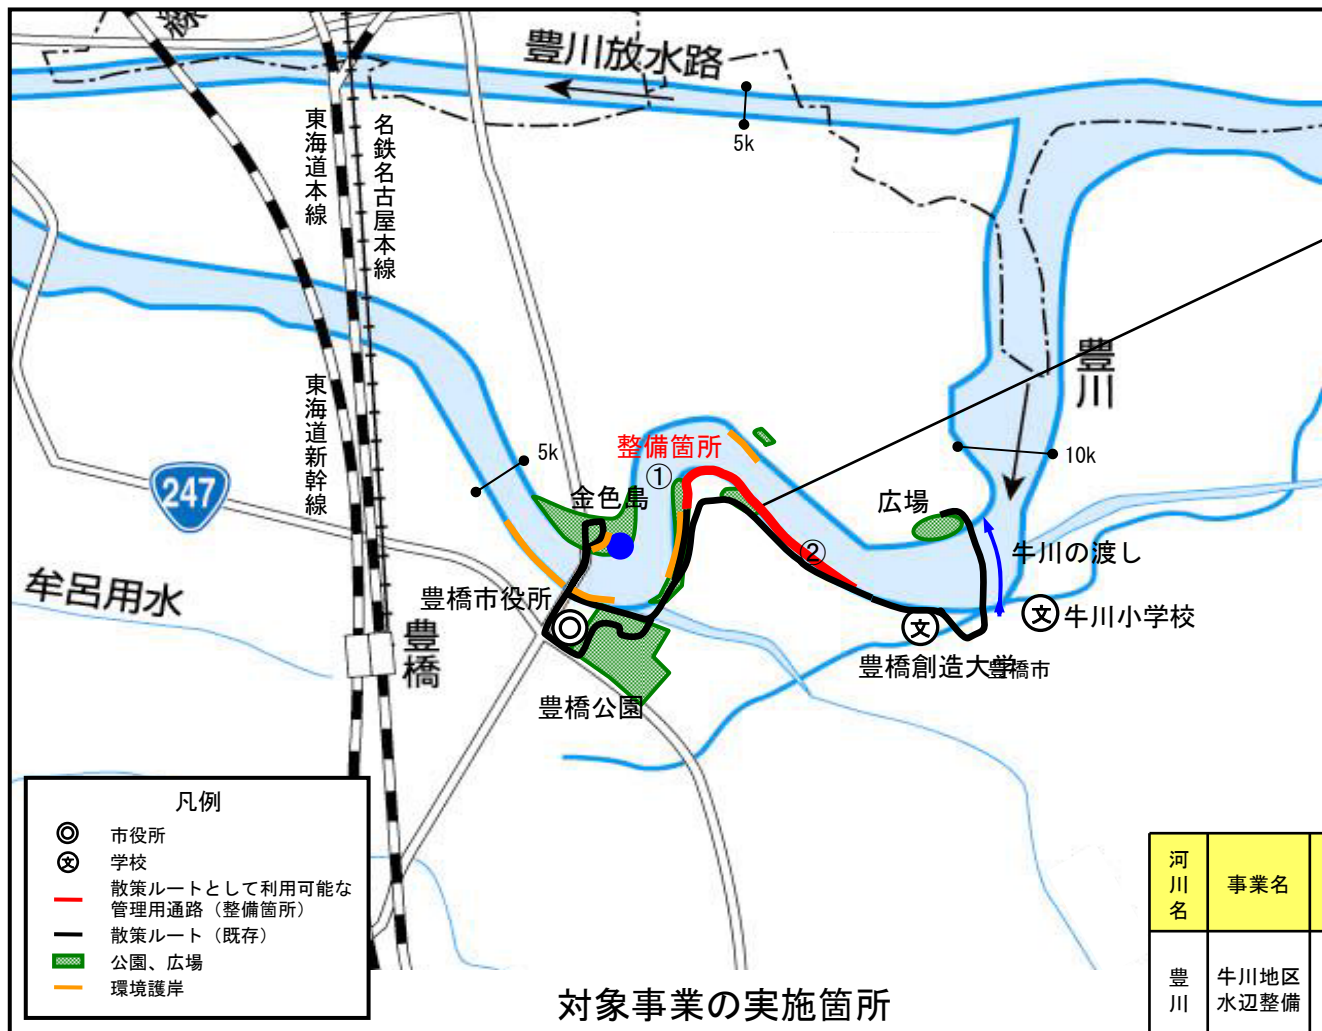 線
豊川放水路
5k
東海道本線
名鉄名古屋本線
豊川
東海道新幹線
整備箇所
5k
①
10k
247
金色島
広場
②
牛川の渡し
牟呂用水
豊橋市役所
文
文
牛川小学校
豊橋
豊橋創造大学
豊橋市
豊橋公園
凡例
市役所
文
学校
散策ルートとして利用可能な
管理用通路（整備箇所）
散策ルート（既存）
公園、広場
環境護岸
河川名
事業名
豊川
牛川地区
水辺整備
対象事業の実施箇所